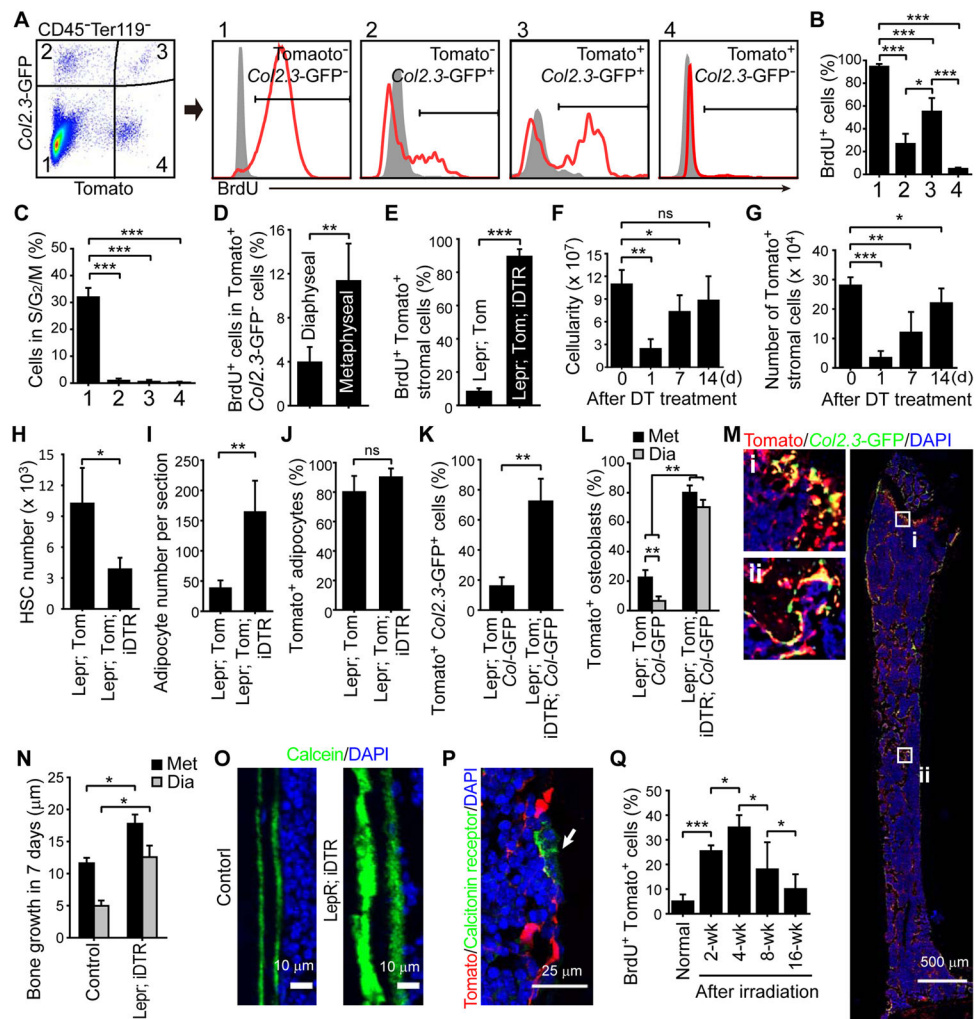 A
CD45⁻Ter119⁻
2
3
1
4
Col2.3-GFP
Tomato
1
Tomaoto⁻
Col2.3-GFP⁻
2
Tomato⁻
Col2.3-GFP⁺
3
Tomato⁺
Col2.3-GFP⁺
4
Tomato⁺
Col2.3-GFP⁻
BrdU
B
BrdU⁺ cells (%)
100
80
60
40
20
0
***
***
***
***
*
1 2 3 4
C
Cells in S/G₂/M (%)
50
40
30
20
10
0
***
***
***
1 2 3 4
D
BrdU⁺ cells in Tomato⁺
Col2.3-GFP⁻ cells (%)
16
12
8
4
0
**
Diaphyseal
Metaphyseal
E
BrdU⁺ Tomato⁺
stromal cells (%)
100
80
60
40
20
0
***
Lepr; Tom
Lepr; Tom; iDTR
F
Cellularity (x 10⁷)
20
15
10
5
0
ns
*
**
0 1 7 14 (d)
After DT treatment
G
Number of Tomato⁺
stromal cells (x 10⁴)
40
30
20
10
0
*
**
***
0 1 7 14 (d)
After DT treatment
H
HSC number (x 10³)
15
12
9
6
3
0
*
Lepr; Tom
Lepr; Tom;
iDTR
I
Adipocyte number per section
250
200
150
100
50
0
**
Lepr; Tom
Lepr; Tom;
iDTR
J
Tomato⁺ adipocytes (%)
100
80
60
40
20
0
ns
Lepr; Tom
Lepr; Tom;
iDTR
K
Tomato⁺ Col2.3-GFP⁺ cells (%)
100
80
60
40
20
0
**
Lepr; Tom
Col-GFP
Lepr; Tom;
iDTR; Col-GFP
L
Met
Dia
Tomato⁺ osteoblasts (%)
100
80
60
40
20
0
**
**
Lepr; Tom
Col-GFP
Lepr; Tom;
iDTR; Col-GFP
M
Tomato/Col2.3-GFP/DAPI
i
ii
i
ii
500 μm
N
Met
Dia
Bone growth in 7 days (μm)
25
20
15
10
5
0
*
*
Control
Lepr; iDTR
O
Calcein/DAPI
Contorl
10 μm
LepR; iDTR
10 μm
P
Tomato/Calcitonin receptor/DAPI
25 μm
Q
BrdU⁺ Tomato⁺ cells (%)
50
40
30
20
10
0
***
*
*
*
Normal
2-wk
4-wk
8-wk
16-wk
After irradiation